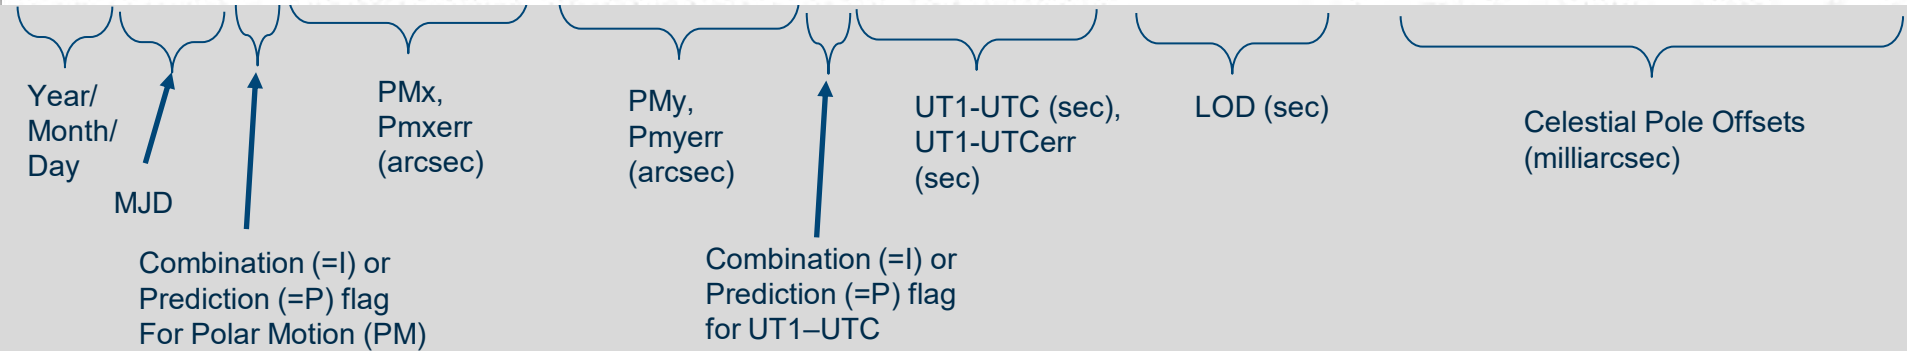 Year/
Month/
Day
MJD
Combination (=I) or
Prediction (=P) flag
For Polar Motion (PM)
PMx,
Pmxerr
(arcsec)
PMy,
Pmyerr
(arcsec)
Combination (=I) or
Prediction (=P) flag
for UT1–UTC
UT1-UTC (sec),
UT1-UTCerr
(sec)
LOD (sec)
Celestial Pole Offsets
(milliarcsec)